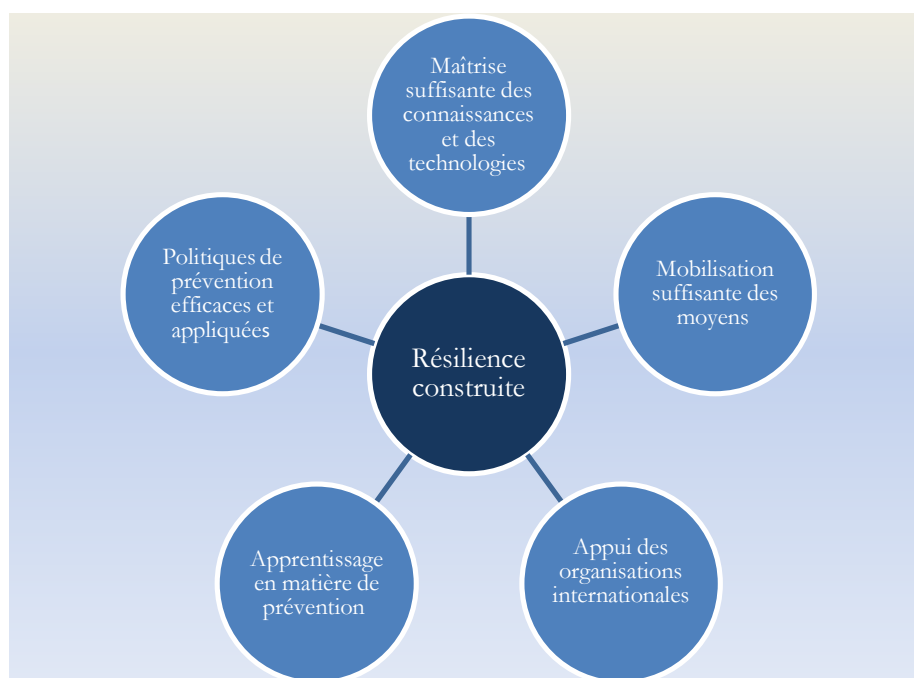 Maîtrise
suffisante des
connaissances
et des
technologies
Politiques de
prévention
efficaces et
appliquées
Mobilisation
suffisante des
moyens
Résilience
construite
Apprentissage
en matière de
prévention
Appui des
organisations
internationales